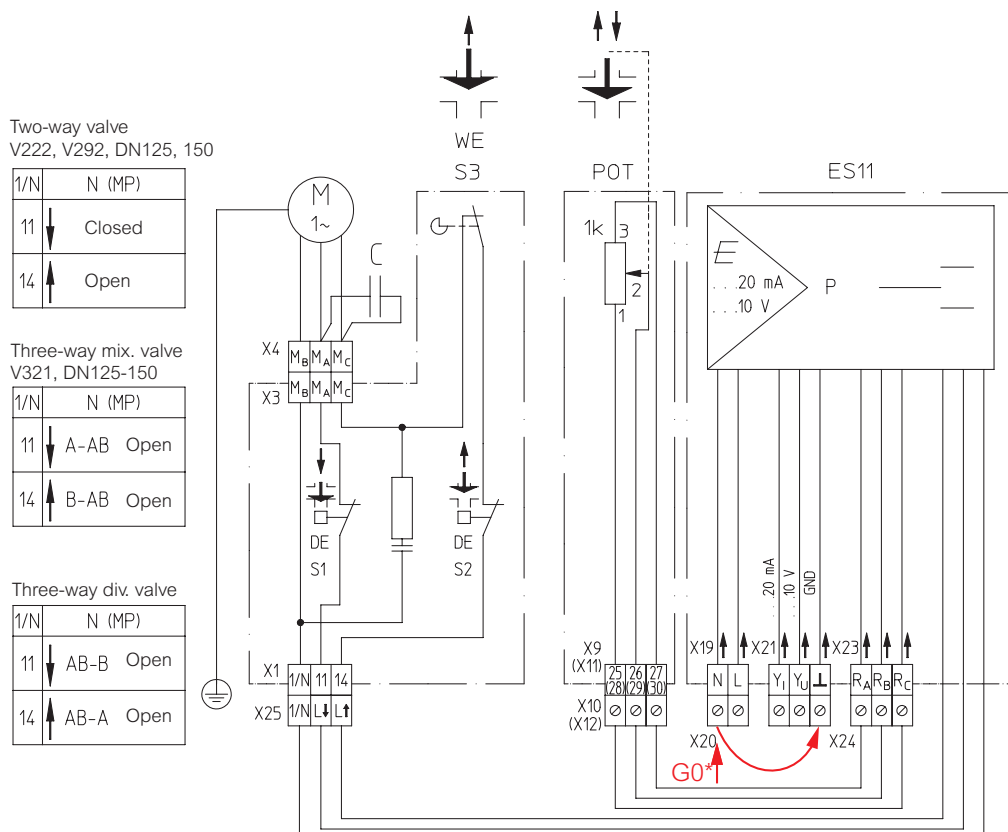 WE
S3
POT
ES11
Two-way valve
V222, V292, DN125, 150
1/N N (MP)
11 Closed
14 Open
Three-way mix. valve
V321, DN125-150
1/N N (MP)
11 A-AB Open
14 B-AB Open
Three-way div. valve
1/N N (MP)
11 AB-B Open
14 AB-A Open
M
1~
C
X4
MB MA MC
X3
MB MA MC
DE
S1
DE
S2
X1
1/N 11 14
X25
1/N L↓ L↑
1k
3
2
1
E
...20 mA
...10 V
P
...20 mA
...10 V
GND
X9
(X11)
25 26 27
(28) (29) (30)
X10
(X12)
X19
X21
X23
N L
YI YU ⊥
RA RB RC
X20
X24
G0*